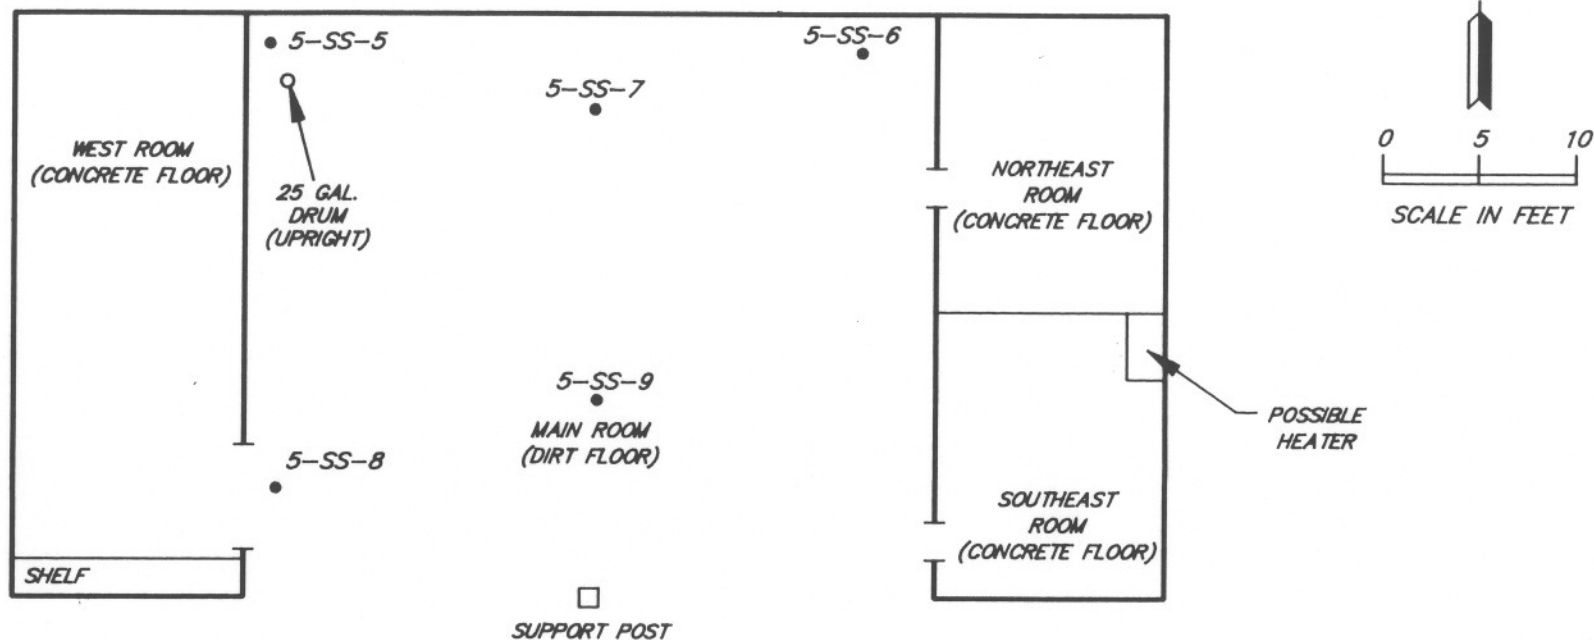 5-SS-5
5-SS-6
5-SS-7
WEST ROOM
(CONCRETE FLOOR)
25 GAL.
DRUM
(UPRIGHT)
NORTHEAST
ROOM
(CONCRETE FLOOR)
0 5 10
SCALE IN FEET
5-SS-9
MAIN ROOM
(DIRT FLOOR)
5-SS-8
POSSIBLE
HEATER
SOUTHEAST
ROOM
(CONCRETE FLOOR)
SHELF
SUPPORT POST